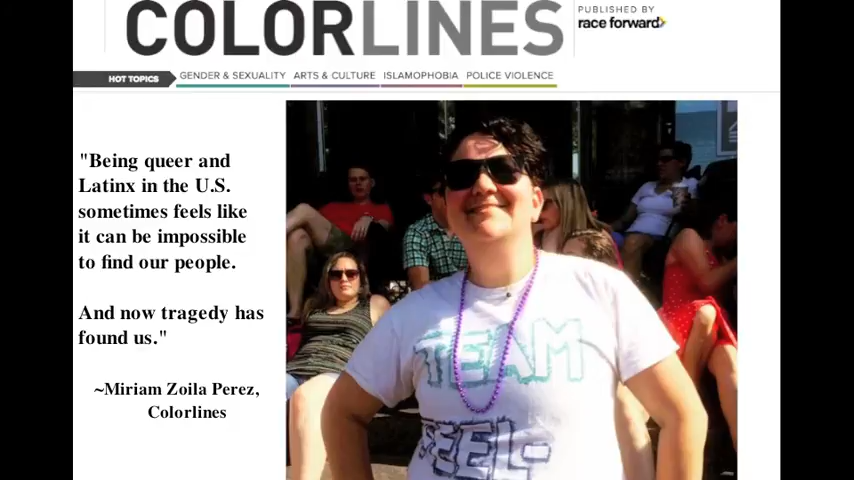 COLORLINES
PUBLISHED BY
race forward
HOT TOPICS
GENDER & SEXUALITY ARTS & CULTURE ISLAMOPHOBIA POLICE VIOLENCE
"Being queer and
Latinx in the U.S.
sometimes feels like
it can be impossible
to find our people.
And now tragedy has
found us."
~Miriam Zoila Perez,
Colorlines
TEAM
FEEL-